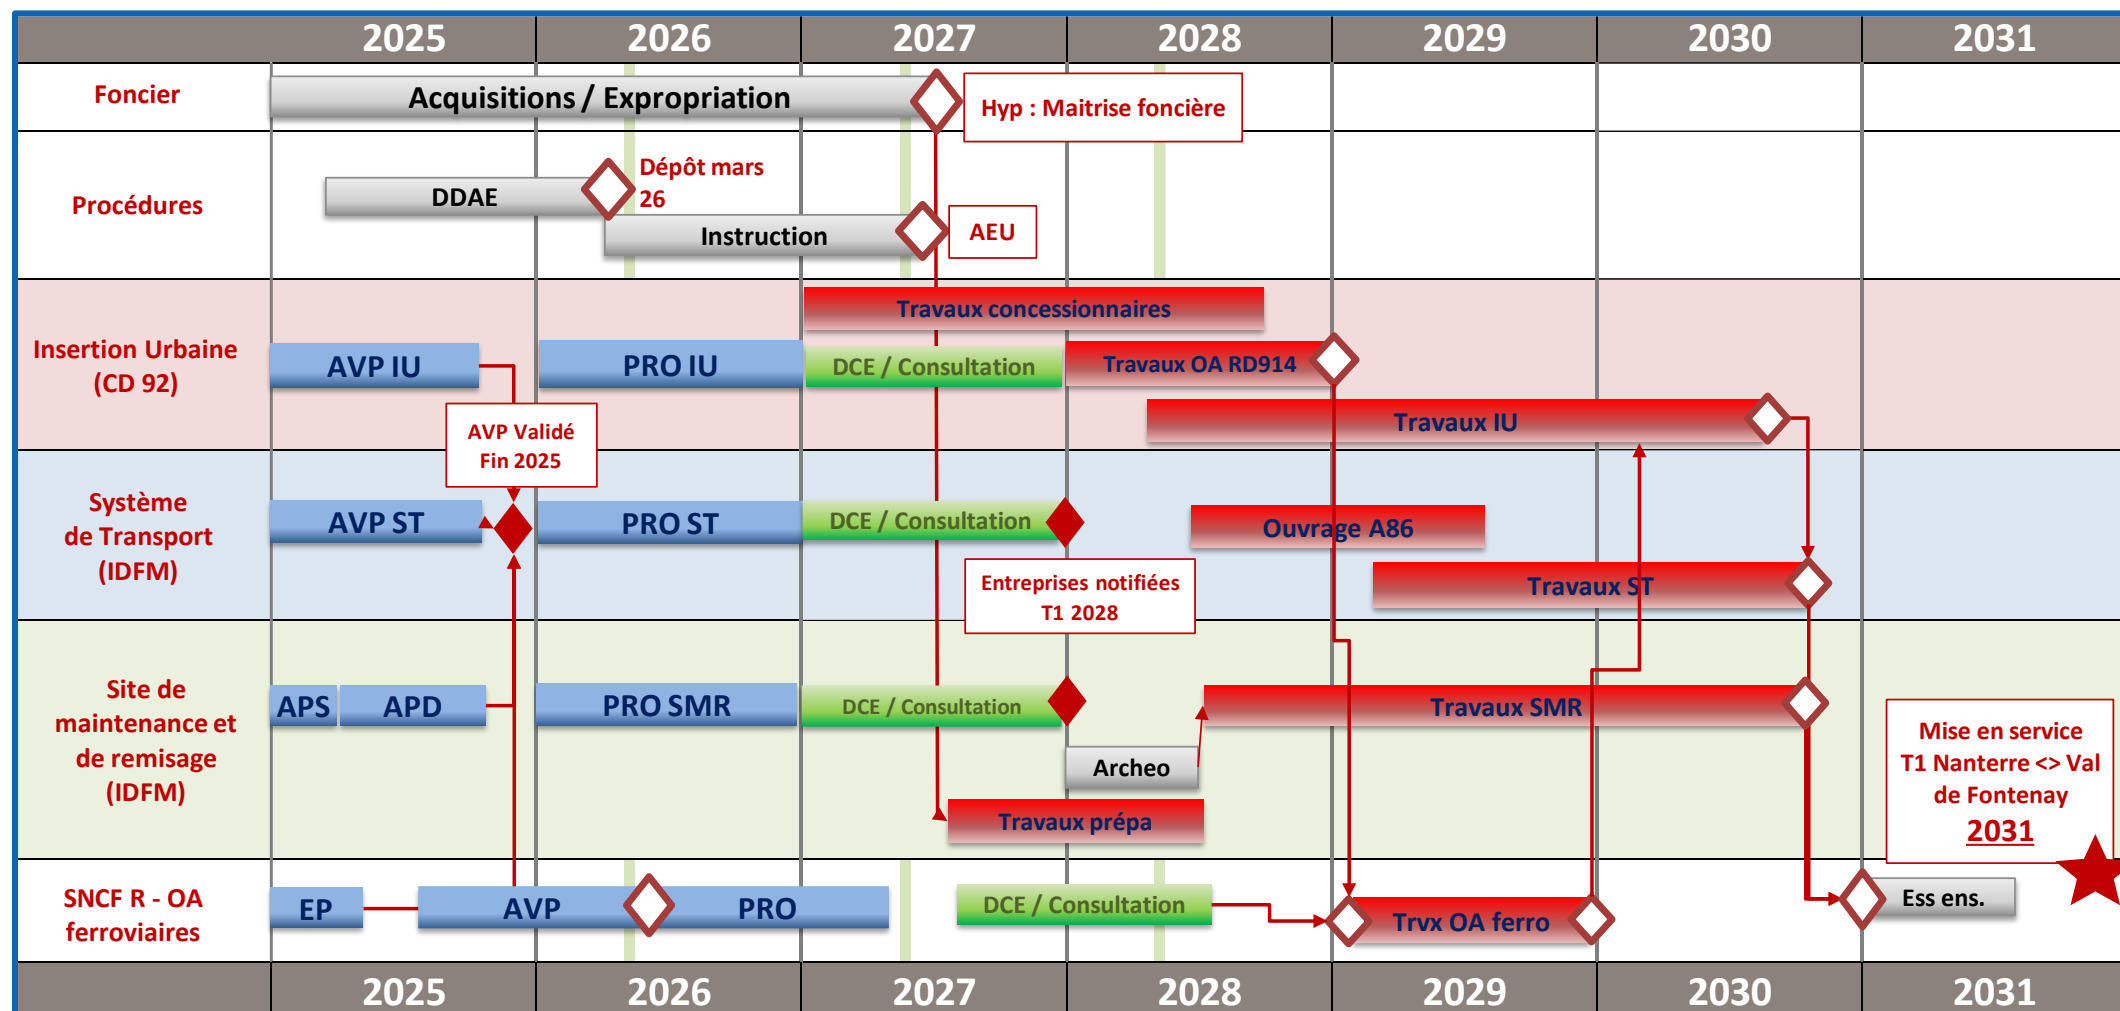 2025 2026 2027 2028 2029 2030 2031
Foncier
Acquisitions / Expropriation
Hyp : Maitrise foncière
Procédures
DDAE
Dépôt mars
26
Instruction
AEU
Insertion Urbaine
(CD 92)
Travaux concessionnaires
AVP IU
PRO IU
DCE / Consultation
Travaux OA RD914
Travaux IU
AVP Validé
Fin 2025
Système
de Transport
(IDFM)
AVP ST
PRO ST
DCE / Consultation
Ouvrage A86
Entreprises notifiées
T1 2028
Travaux ST
Site de
maintenance et
de remisage
(IDFM)
APS
APD
PRO SMR
DCE / Consultation
Travaux SMR
Archeo
Travaux prépa
Mise en service
T1 Nanterre <> Val
de Fontenay
2031
SNCF R - OA
ferroviaires
EP
AVP
PRO
DCE / Consultation
Trvx OA ferro
Ess ens.
2025 2026 2027 2028 2029 2030 2031